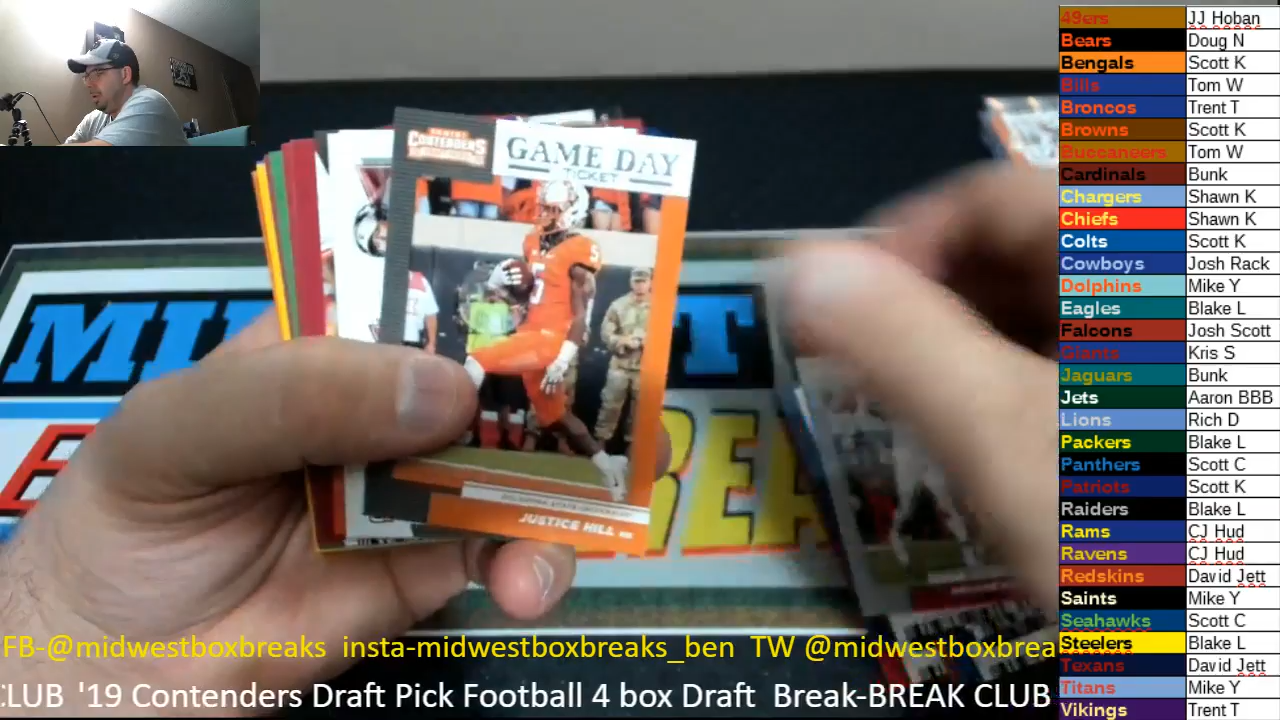 49ers JJ Hoban
Bears Doug N
Bengals Scott K
Bills Tom W
Broncos Trent T
Browns Scott K
Buccaneers Tom W
Cardinals Bunk
Chargers Shawn K
Chiefs Shawn K
Colts Scott K
Cowboys Josh Rack
Dolphins Mike Y
Eagles Blake L
Falcons Josh Scott
Giants Kris S
Jaguars Bunk
Jets Aaron BBB
Lions Rich D
Packers Blake L
Panthers Scott C
Patriots Scott K
Raiders Blake L
Rams CJ Hud
Ravens CJ Hud
Redskins David Jett
Saints Mike Y
Seahawks Scott C
Steelers Blake L
Texans David Jett
Titans Mike Y
Vikings Trent T
CONTENDERS
GAME DAY
TICKET
5
JUSTICE HILL
FB-@midwestboxbreaks insta-midwestboxbreaks_ben TW @midwestboxbrea
CLUB '19 Contenders Draft Pick Football 4 box Draft Break-BREAK CLUB